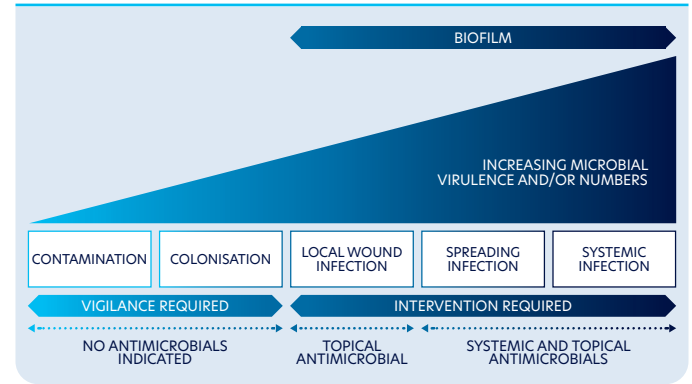 BIOFILM
INCREASING MICROBIAL
VIRULENCE AND/OR NUMBERS
CONTAMINATION
COLONISATION
LOCAL WOUND
INFECTION
SPREADING
INFECTION
SYSTEMIC
INFECTION
VIGILANCE REQUIRED
INTERVENTION REQUIRED
NO ANTIMICROBIALS
INDICATED
TOPICAL
ANTIMICROBIAL
SYSTEMIC AND TOPICAL
ANTIMICROBIALS